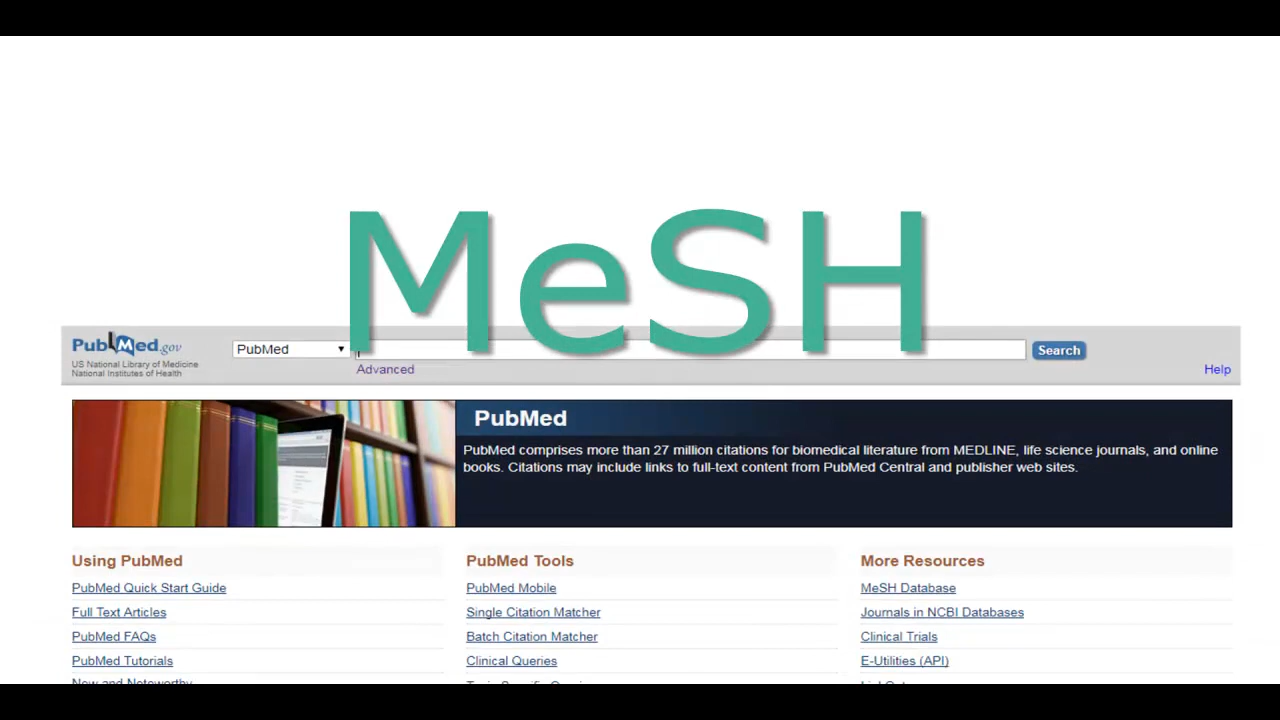 MeSH
PubMed.gov
US National Library of Medicine
National Institutes of Health
PubMed
Search
Advanced
Help
PubMed
PubMed comprises more than 27 million citations for biomedical literature from MEDLINE, life science journals, and online
books. Citations may include links to full-text content from PubMed Central and publisher web sites.
Using PubMed
PubMed Quick Start Guide
Full Text Articles
PubMed FAQs
PubMed Tutorials
New and Noteworthy
PubMed Tools
PubMed Mobile
Single Citation Matcher
Batch Citation Matcher
Clinical Queries
More Resources
MeSH Database
Journals in NCBI Databases
Clinical Trials
E-Utilities (API)